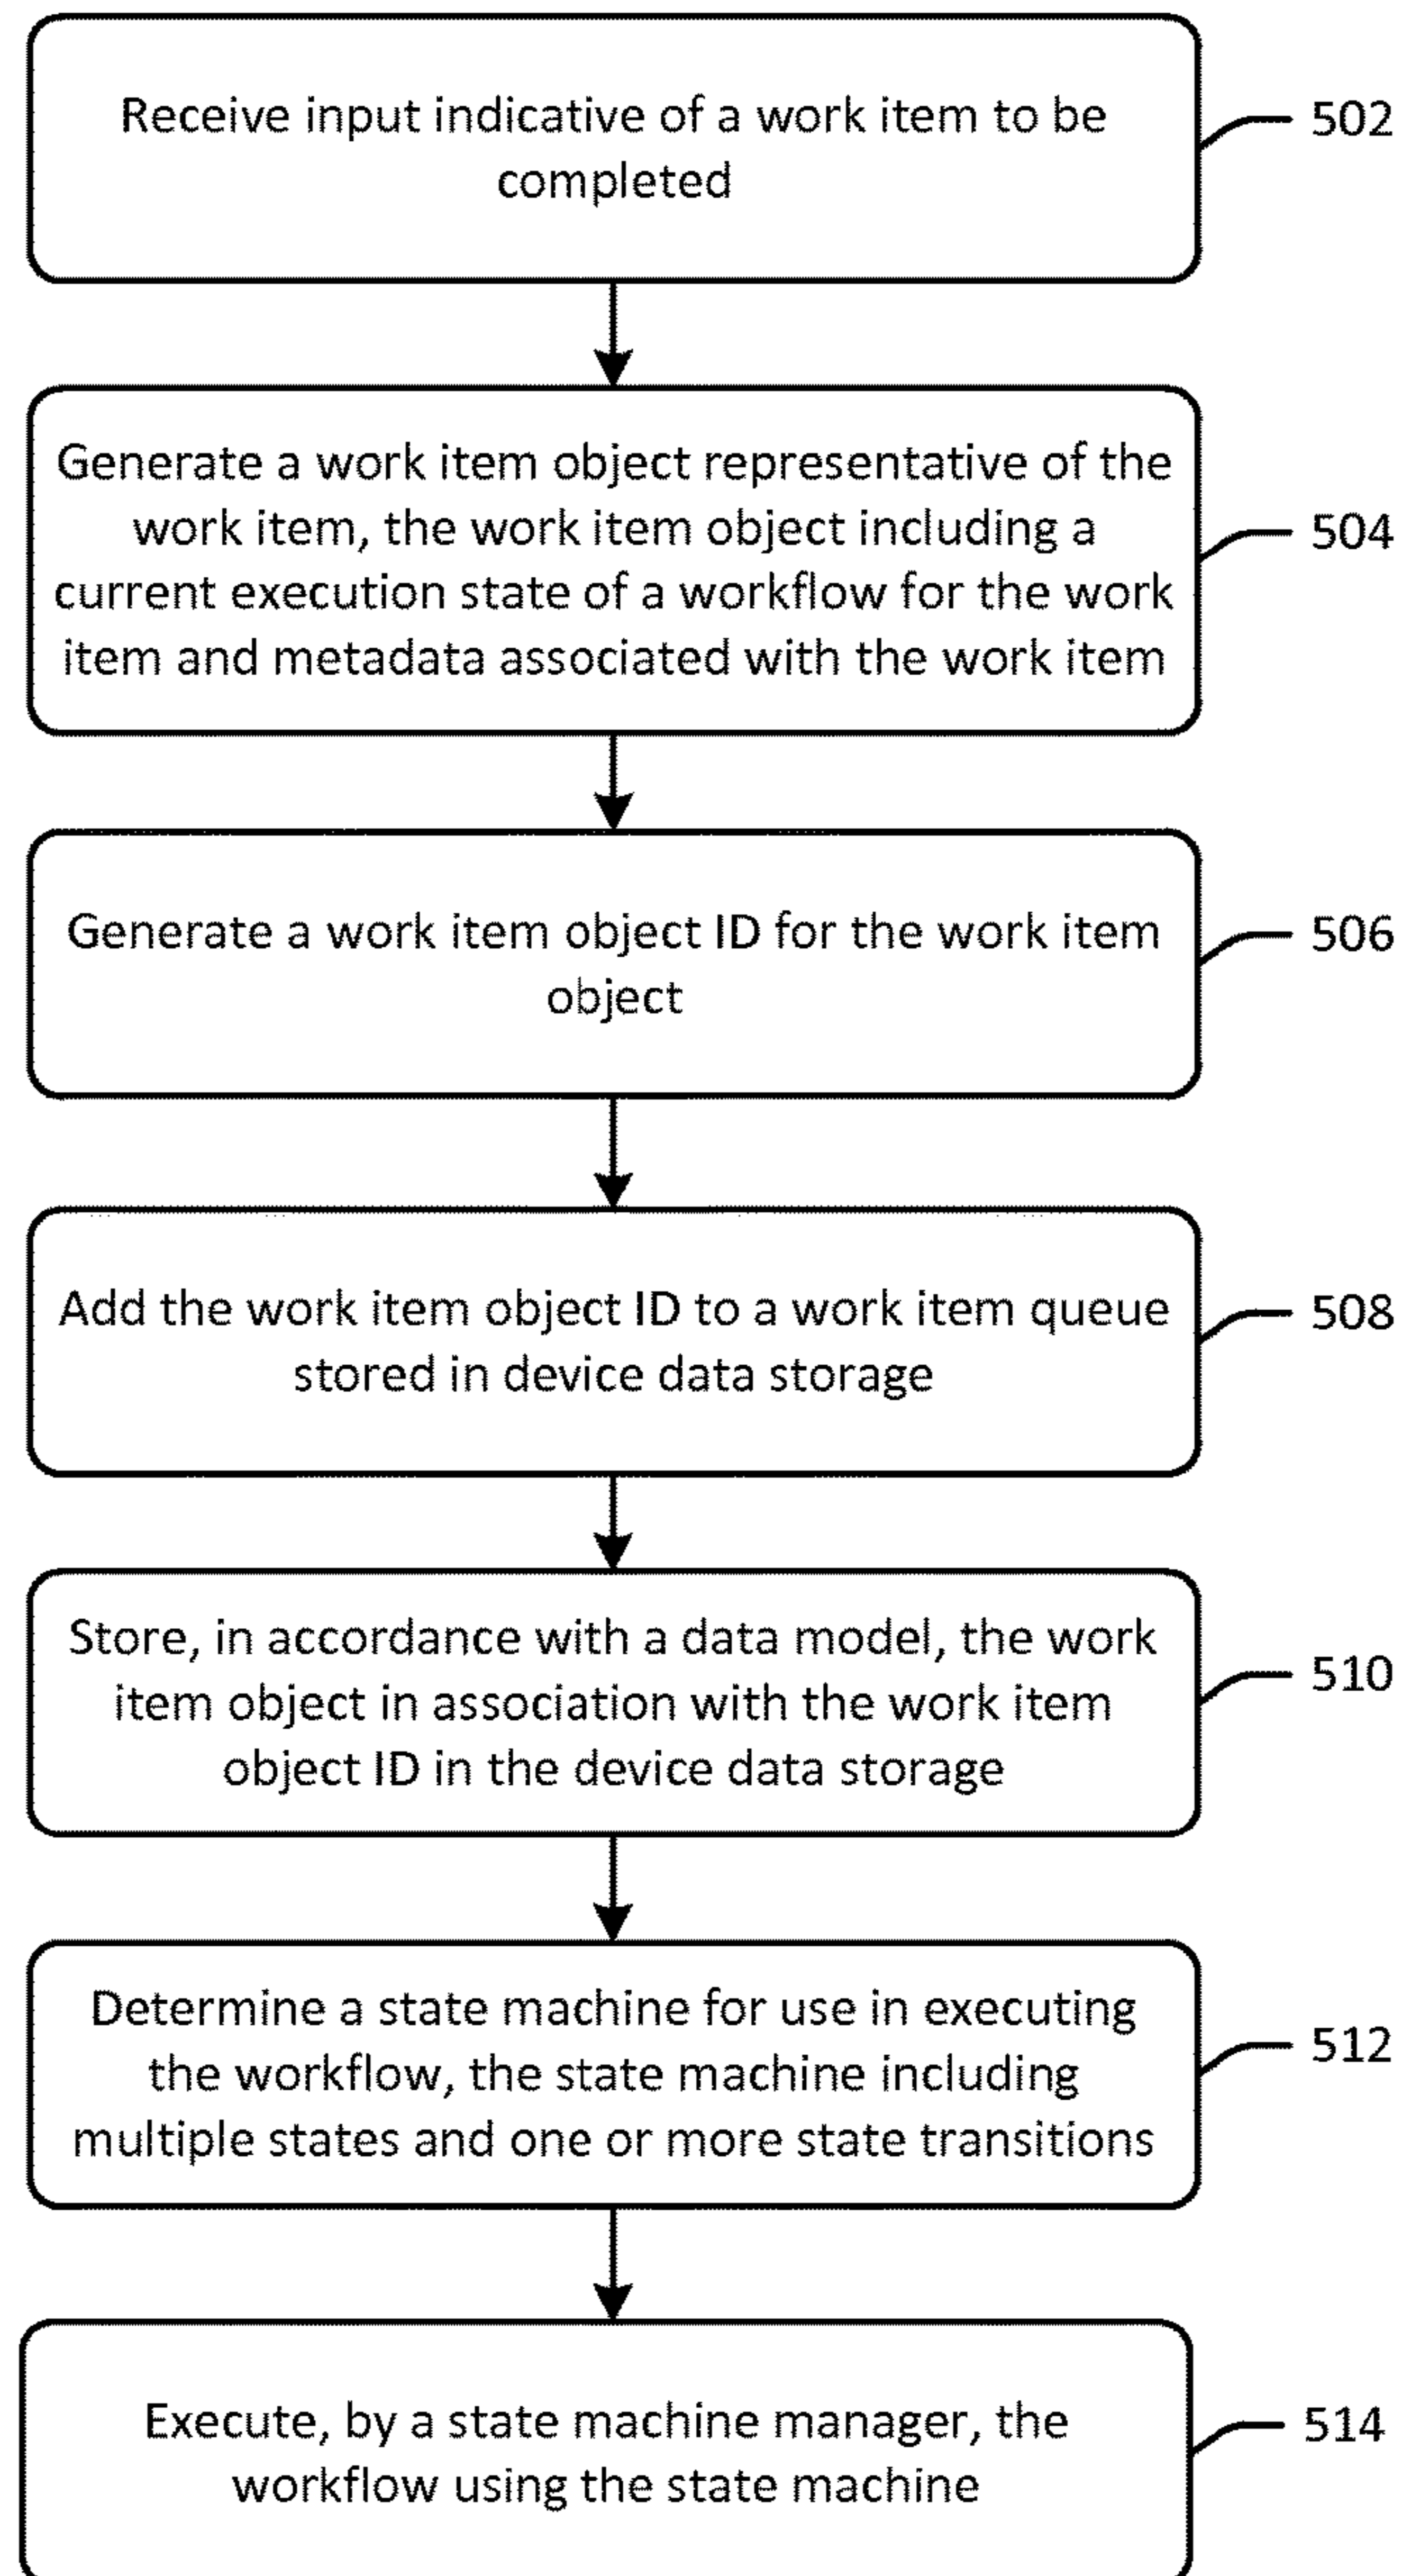 Receive input indicative of a work item to be
completed
502
Generate a work item object representative of the
work item, the work item object including a
current execution state of a workflow for the work
item and metadata associated with the work item
504
Generate a work item object ID for the work item
object
506
Add the work item object ID to a work item queue
stored in device data storage
508
Store, in accordance with a data model, the work
item object in association with the work item
object ID in the device data storage
510
Determine a state machine for use in executing
the workflow, the state machine including
multiple states and one or more state transitions
512
Execute, by a state machine manager, the
workflow using the state machine
514